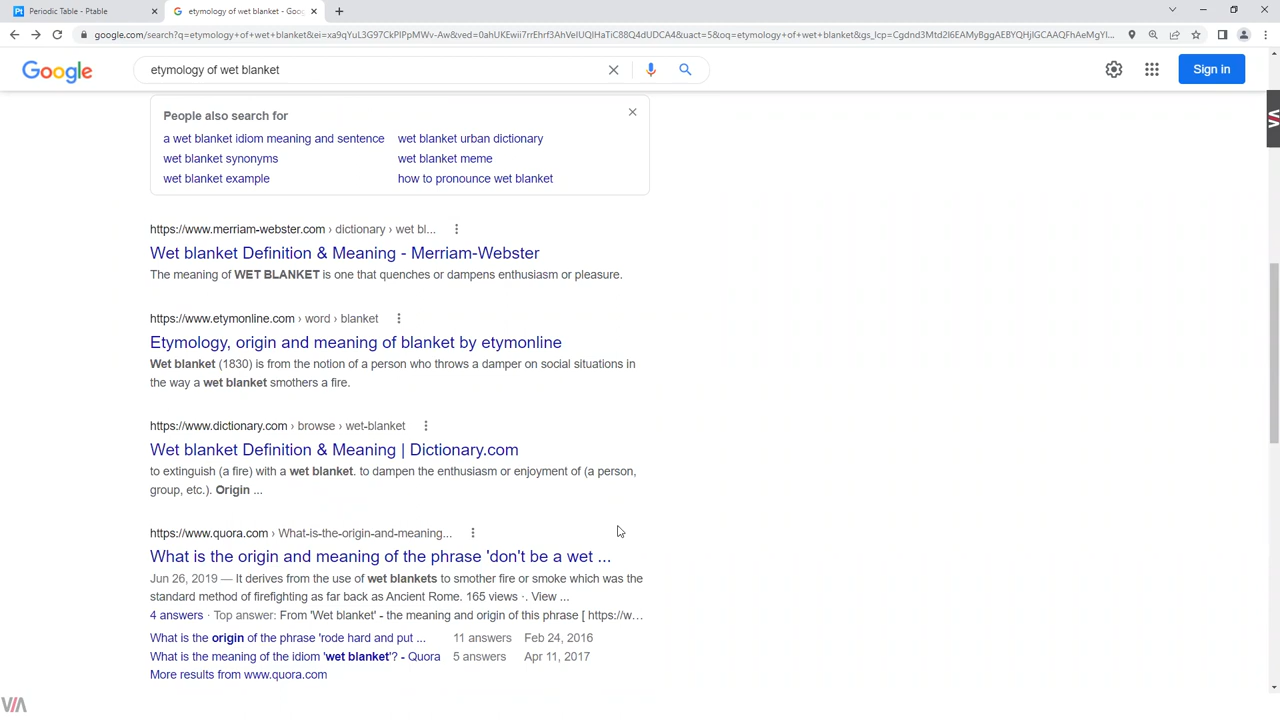 Pt Periodic Table - Ptable
etymology of wet blanket - Goo
google.com/search?q=etymology+of+wet+blanket&ei=xa9qYuL3G97CkPIPpMWv-Aw&ved=0ahUKEwii7rrEhrf3AhVeIUQIHaTiC88Q4dUDCA4&uact=5&oq=etymology+of+wet+blanket&gs_lcp=Cgdnd3Mtd2l6EAMyBggAEBYQHjIGCAAQFhAeMgYI...
Google
etymology of wet blanket
Sign in
People also search for
a wet blanket idiom meaning and sentence wet blanket urban dictionary
wet blanket synonyms wet blanket meme
wet blanket example how to pronounce wet blanket
https://www.merriam-webster.com › dictionary › wet bl...
Wet blanket Definition & Meaning - Merriam-Webster
The meaning of WET BLANKET is one that quenches or dampens enthusiasm or pleasure.
https://www.etymonline.com › word › blanket
Etymology, origin and meaning of blanket by etymonline
Wet blanket (1830) is from the notion of a person who throws a damper on social situations in
the way a wet blanket smothers a fire.
https://www.dictionary.com › browse › wet-blanket
Wet blanket Definition & Meaning | Dictionary.com
to extinguish (a fire) with a wet blanket. to dampen the enthusiasm or enjoyment of (a person,
group, etc.). Origin ...
https://www.quora.com › What-is-the-origin-and-meaning...
What is the origin and meaning of the phrase 'don't be a wet ...
Jun 26, 2019 — It derives from the use of wet blankets to smother fire or smoke which was the
standard method of firefighting as far back as Ancient Rome. 165 views ·. View ...
4 answers · Top answer: From 'Wet blanket' - the meaning and origin of this phrase [ https://w...
What is the origin of the phrase 'rode hard and put ... 11 answers Feb 24, 2016
What is the meaning of the idiom 'wet blanket'? - Quora 5 answers Apr 11, 2017
More results from www.quora.com
VIA